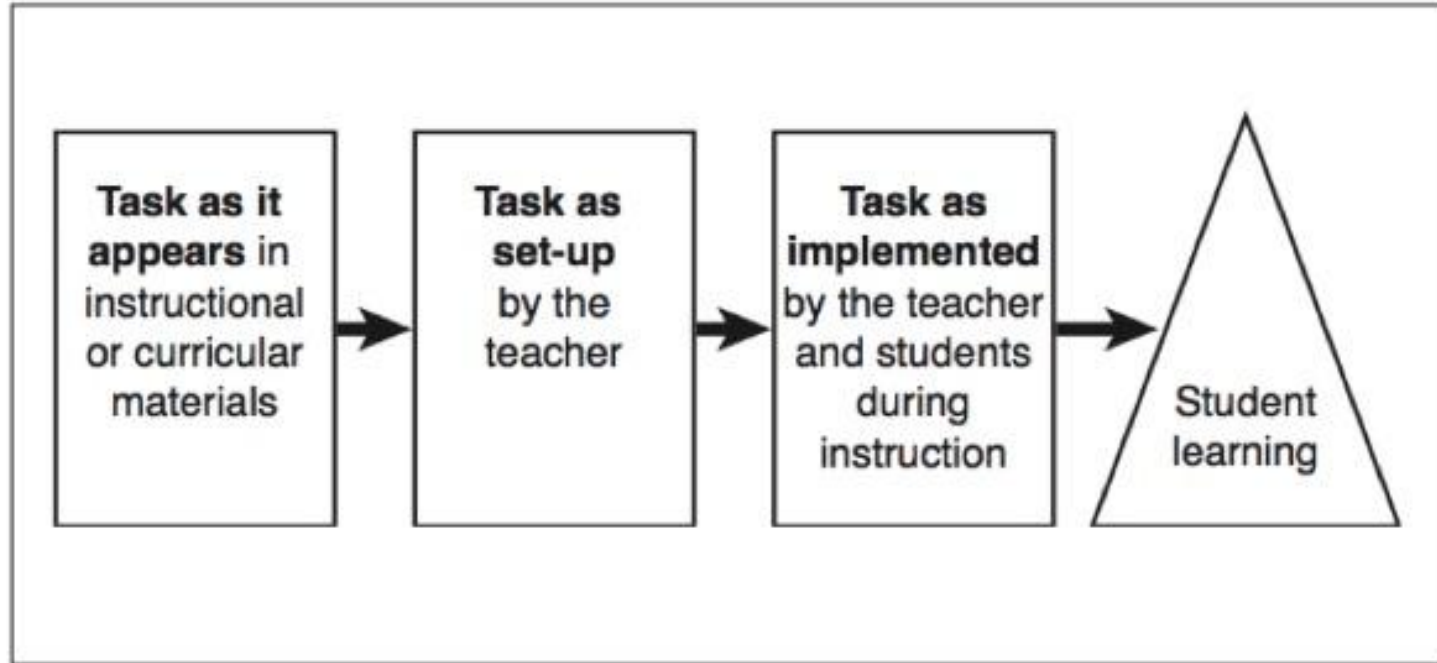 Task as it
appears in
instructional
or curricular
materials
Task as
set-up
by the
teacher
Task as
implemented
by the teacher
and students
during
instruction
Student
learning